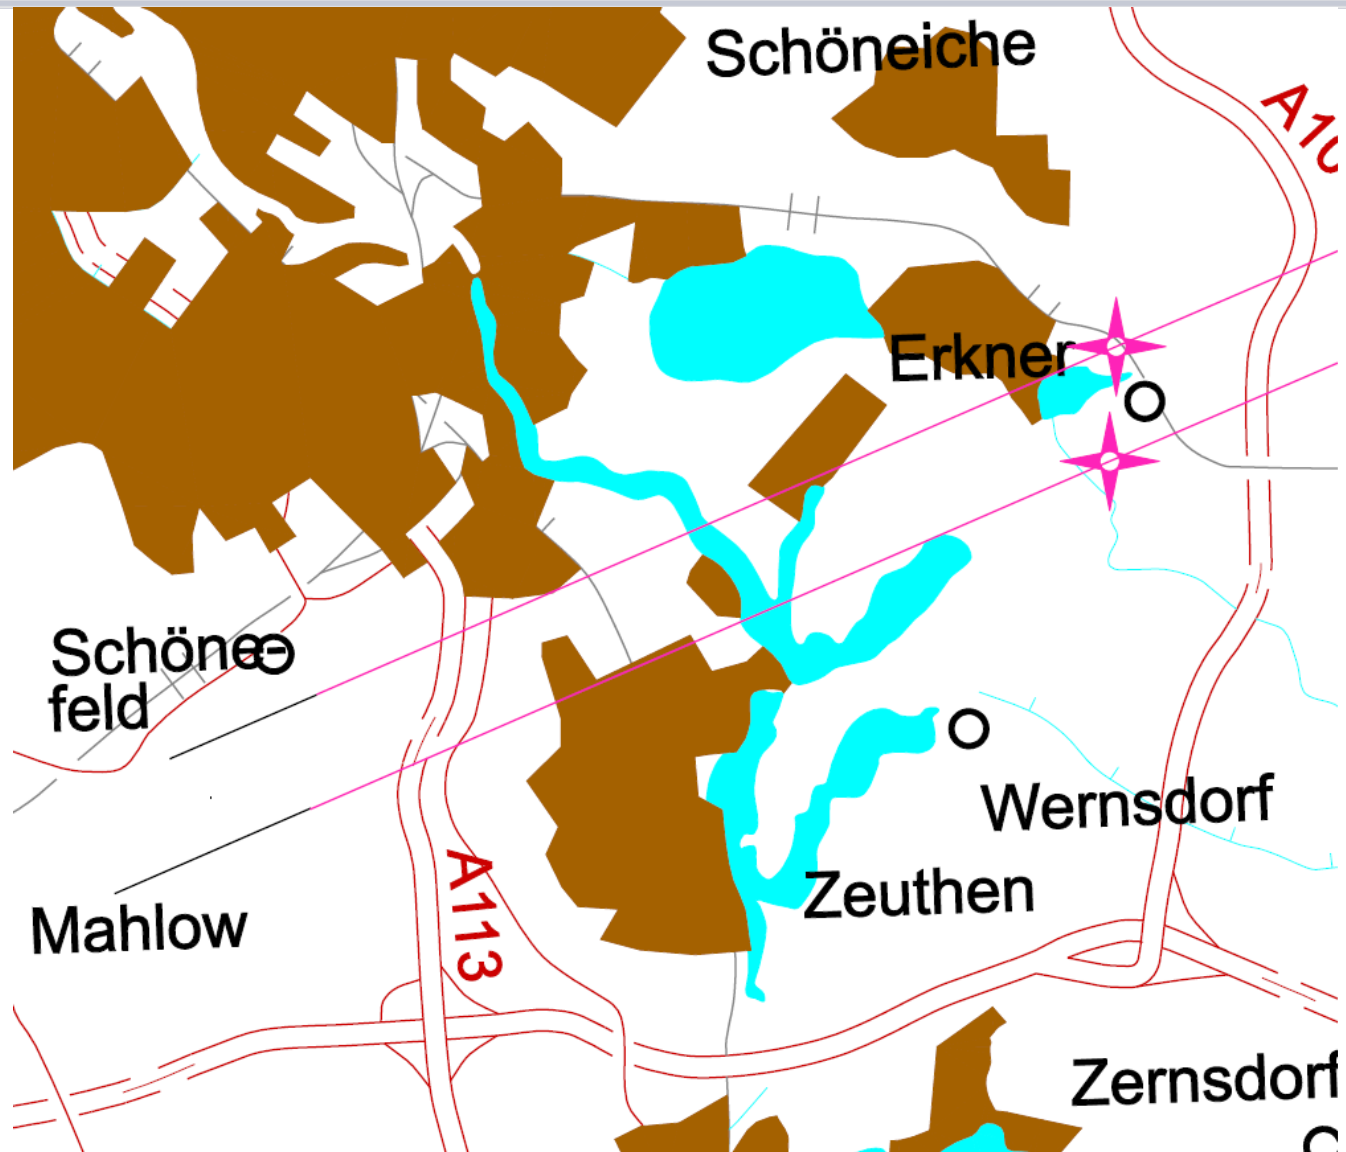 Schöneiche
A10
Erkner
Schöne-
feld
Wernsdorf
Zeuthen
A113
Mahlow
Zernsdorf